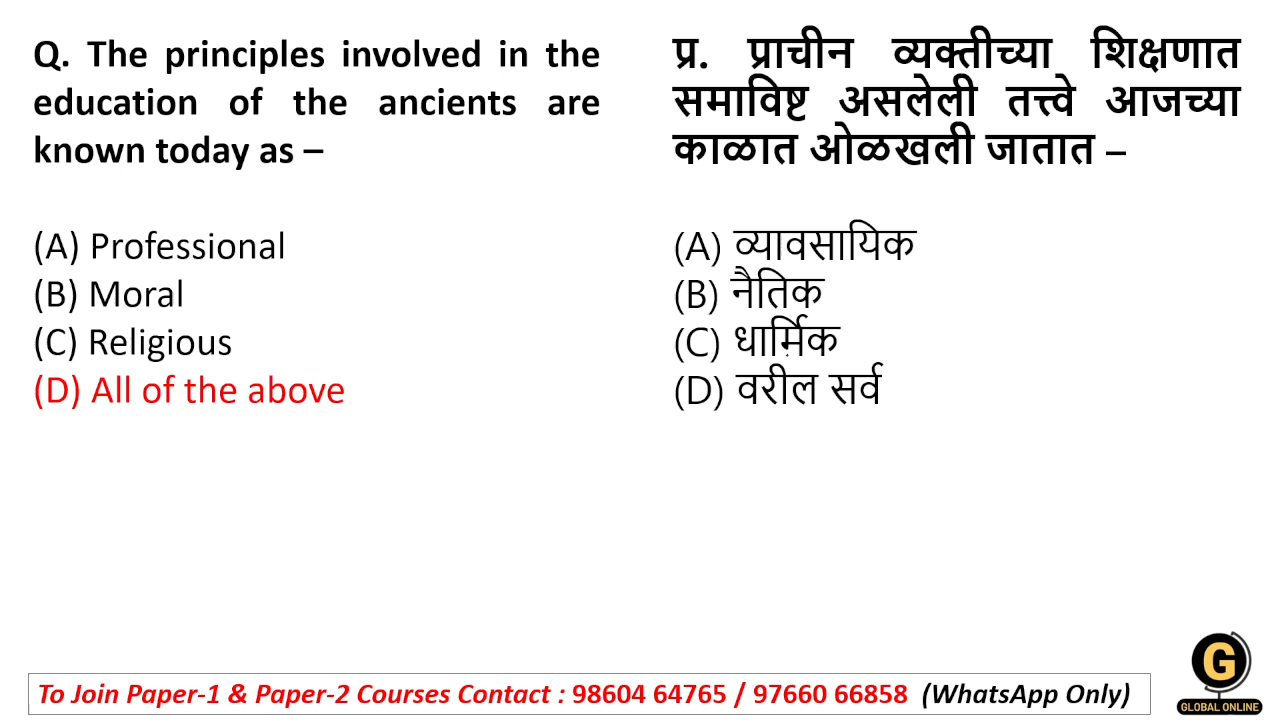 Q. The principles involved in the
education of the ancients are
known today as –
(A) Professional
(B) Moral
(C) Religious
(D) All of the above
प्र. प्राचीन व्यक्तीच्या शिक्षणात
समाविष्ट असलेली तत्त्वे आजच्या
काळात ओळखली जातात –
(A) व्यावसायिक
(B) नैतिक
(C) धार्मिक
(D) वरील सर्व
To Join Paper-1 & Paper-2 Courses Contact : 98604 64765 / 97660 66858 (WhatsApp Only)
G
GLOBAL ONLINE